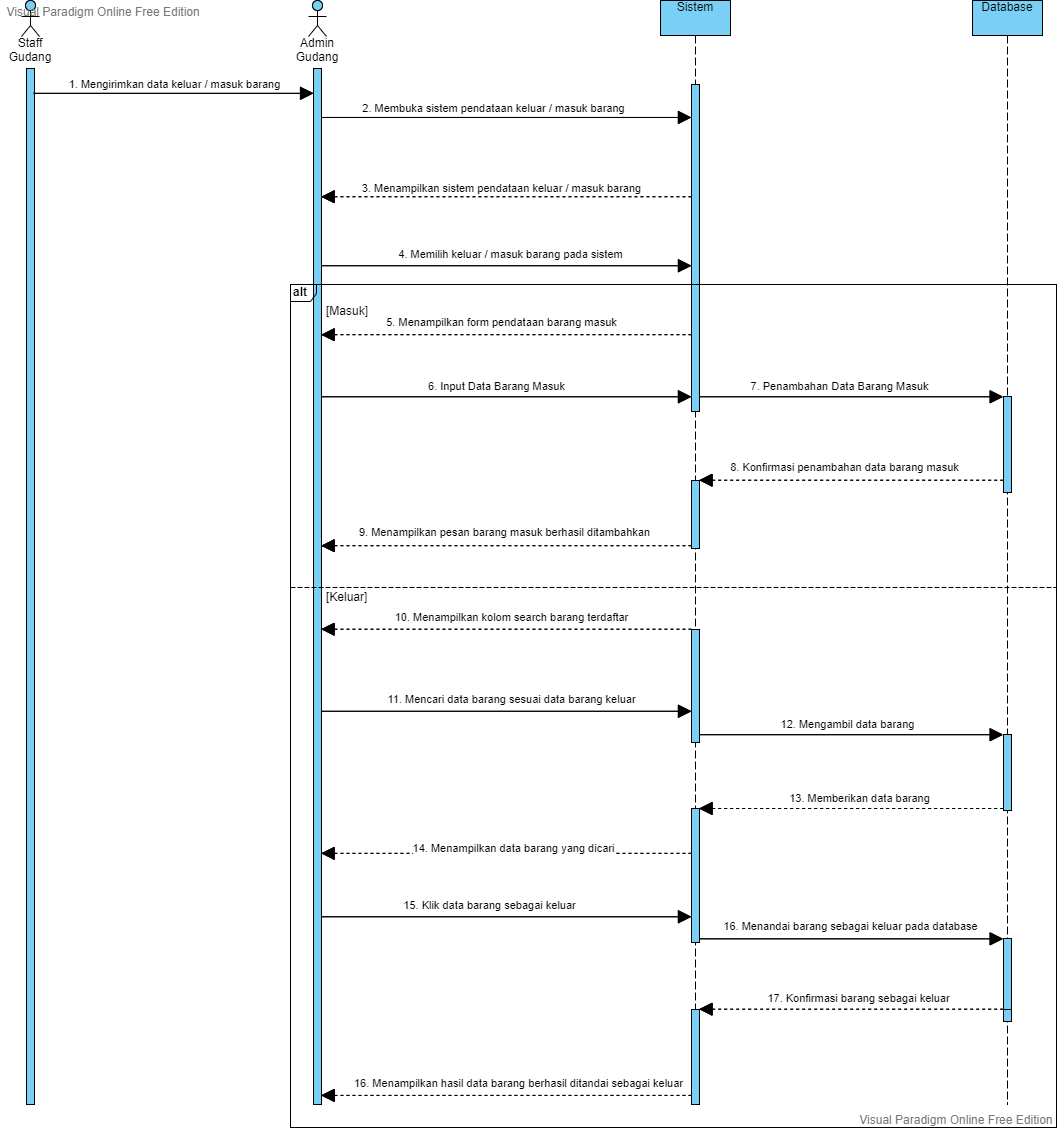 Visual Paradigm Online Free Edition
Staff
Gudang
Admin
Gudang
Sistem
Database
1. Mengirimkan data keluar / masuk barang
2. Membuka sistem pendataan keluar / masuk barang
3. Menampilkan sistem pendataan keluar / masuk barang
4. Memilih keluar / masuk barang pada sistem
alt
[Masuk]
5. Menampilkan form pendataan barang masuk
6. Input Data Barang Masuk
7. Penambahan Data Barang Masuk
8. Konfirmasi penambahan data barang masuk
9. Menampilkan pesan barang masuk berhasil ditambahkan
[Keluar]
10. Menampilkan kolom search barang terdaftar
11. Mencari data barang sesuai data barang keluar
12. Mengambil data barang
13. Memberikan data barang
14. Menampilkan data barang yang dicari
15. Klik data barang sebagai keluar
16. Menandai barang sebagai keluar pada database
17. Konfirmasi barang sebagai keluar
16. Menampilkan hasil data barang berhasil ditandai sebagai keluar
Visual Paradigm Online Free Edition